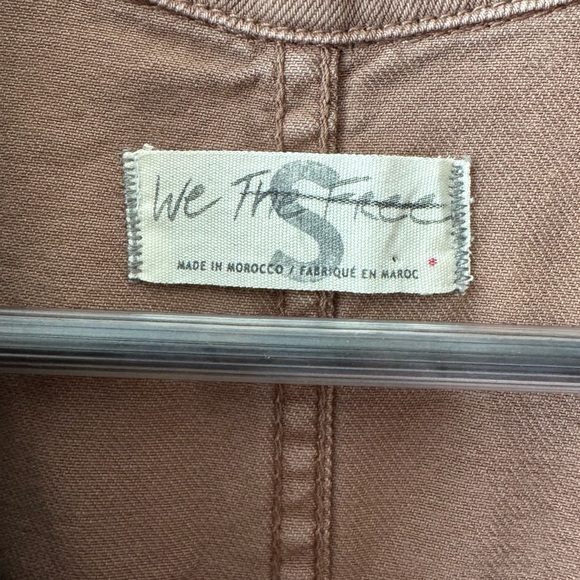 We The Free
S
MADE IN MOROCCO / FABRIQUÉ EN MAROC *